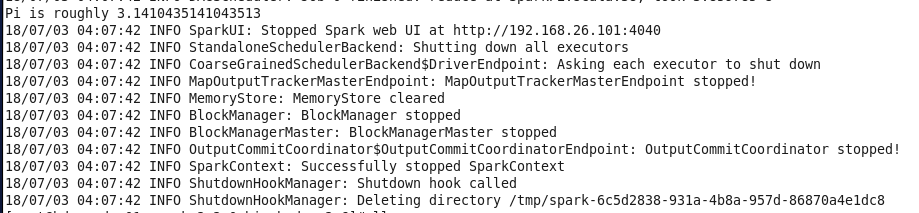 Pi is roughly 3.1410435141043513
18/07/03 04:07:42 INFO SparkUI: Stopped Spark web UI at http://192.168.26.101:4040
18/07/03 04:07:42 INFO StandaloneSchedulerBackend: Shutting down all executors
18/07/03 04:07:42 INFO CoarseGrainedSchedulerBackend$DriverEndpoint: Asking each executor to shut down
18/07/03 04:07:42 INFO MapOutputTrackerMasterEndpoint: MapOutputTrackerMasterEndpoint stopped!
18/07/03 04:07:42 INFO MemoryStore: MemoryStore cleared
18/07/03 04:07:42 INFO BlockManager: BlockManager stopped
18/07/03 04:07:42 INFO BlockManagerMaster: BlockManagerMaster stopped
18/07/03 04:07:42 INFO OutputCommitCoordinator$OutputCommitCoordinatorEndpoint: OutputCommitCoordinator stopped!
18/07/03 04:07:42 INFO SparkContext: Successfully stopped SparkContext
18/07/03 04:07:42 INFO ShutdownHookManager: Shutdown hook called
18/07/03 04:07:42 INFO ShutdownHookManager: Deleting directory /tmp/spark-6c5d2838-931a-4b8a-957d-86870a4e1dc8